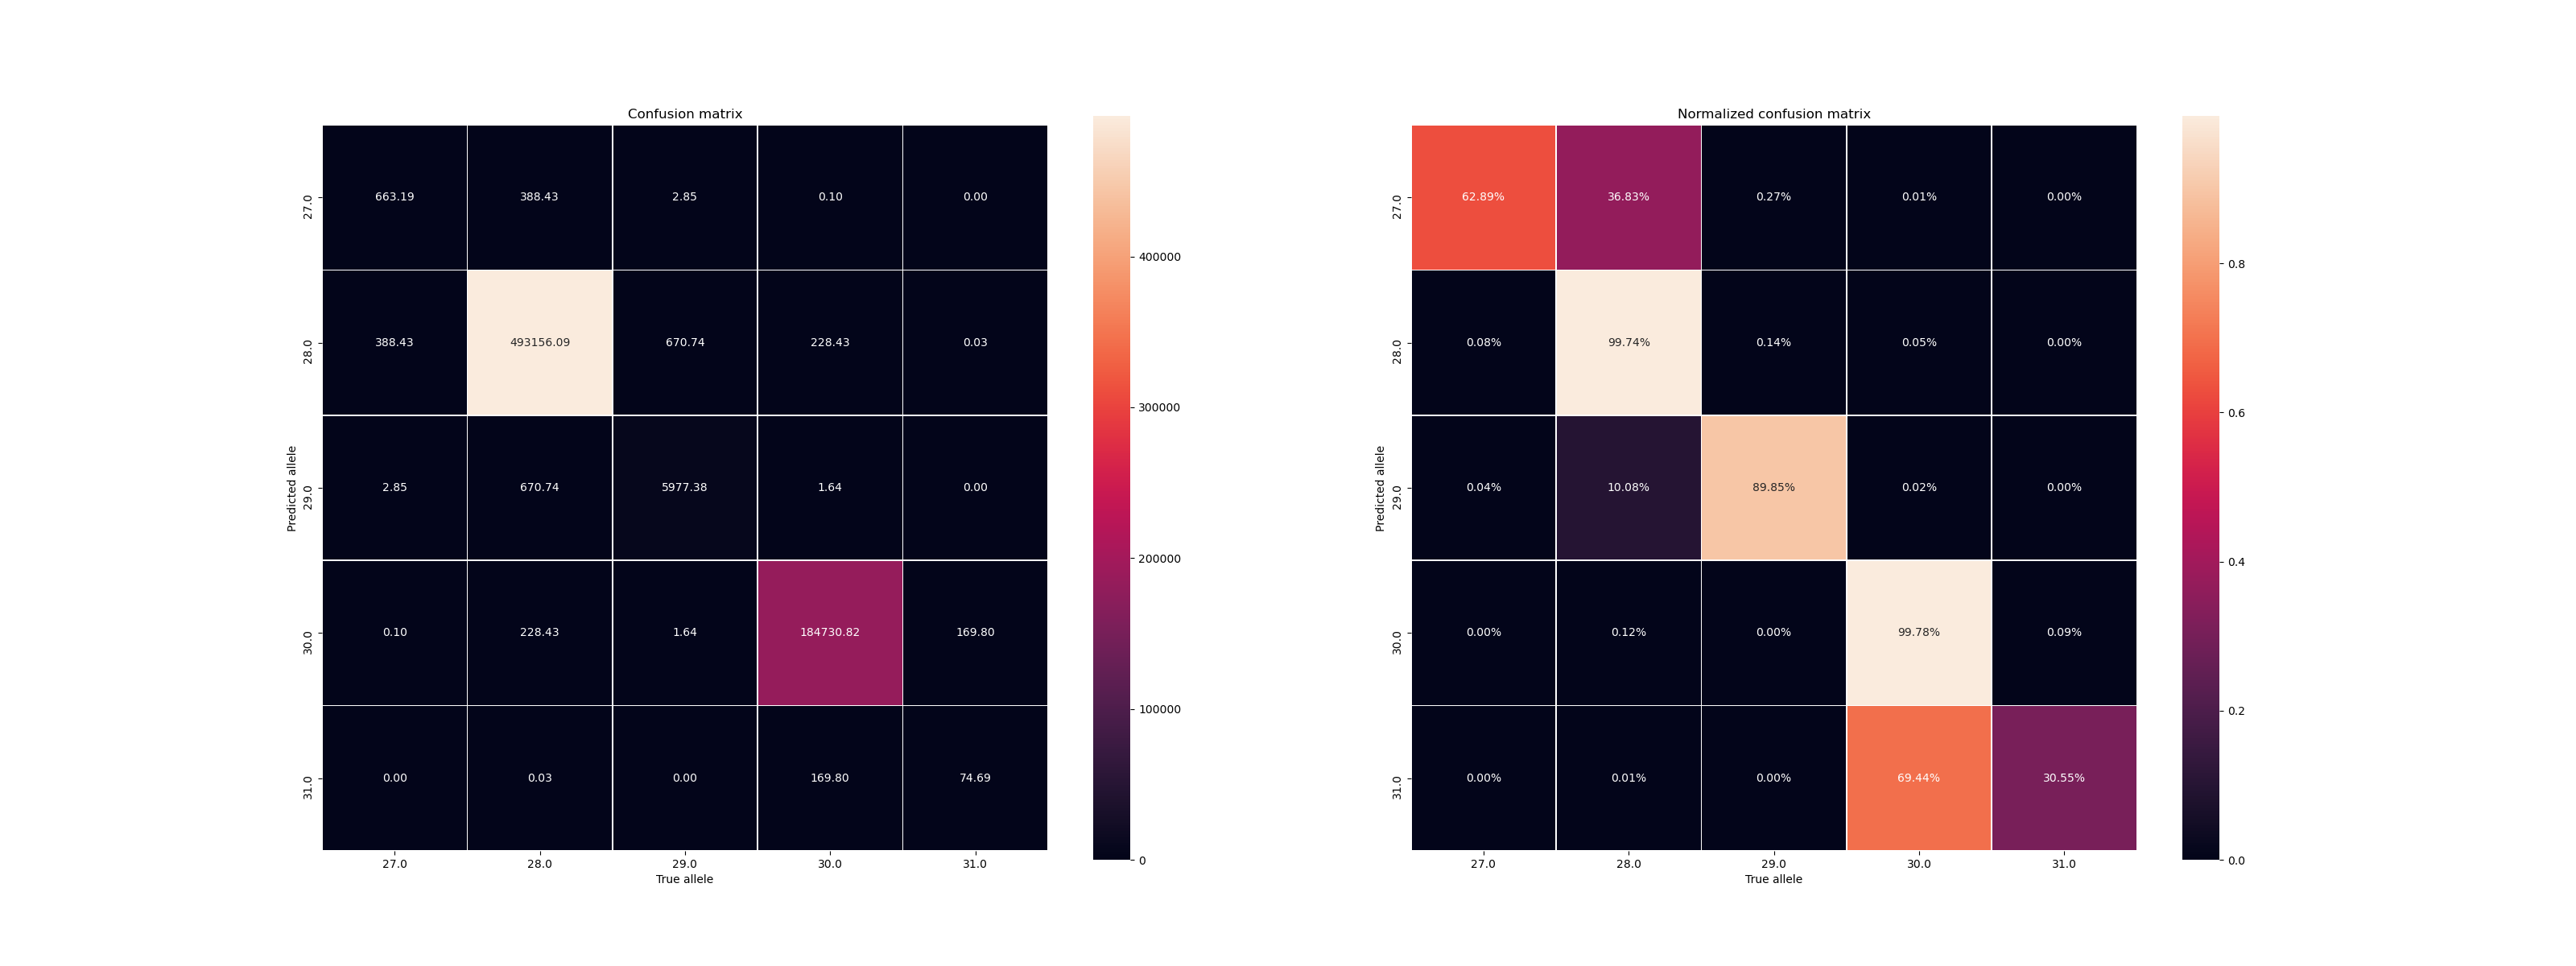 Confusion matrix
27.0 663.19 388.43 2.85 0.10 0.00
28.0 388.43 493156.09 670.74 228.43 0.03
29.0 2.85 670.74 5977.38 1.64 0.00
30.0 0.10 228.43 1.64 184730.82 169.80
31.0 0.00 0.03 0.00 169.80 74.69
Predicted allele
27.0 28.0 29.0 30.0 31.0
True allele
400000
300000
200000
100000
0
Normalized confusion matrix
27.0 62.89% 36.83% 0.27% 0.01% 0.00%
28.0 0.08% 99.74% 0.14% 0.05% 0.00%
29.0 0.04% 10.08% 89.85% 0.02% 0.00%
30.0 0.00% 0.12% 0.00% 99.78% 0.09%
31.0 0.00% 0.01% 0.00% 69.44% 30.55%
Predicted allele
27.0 28.0 29.0 30.0 31.0
True allele
0.8
0.6
0.4
0.2
0.0